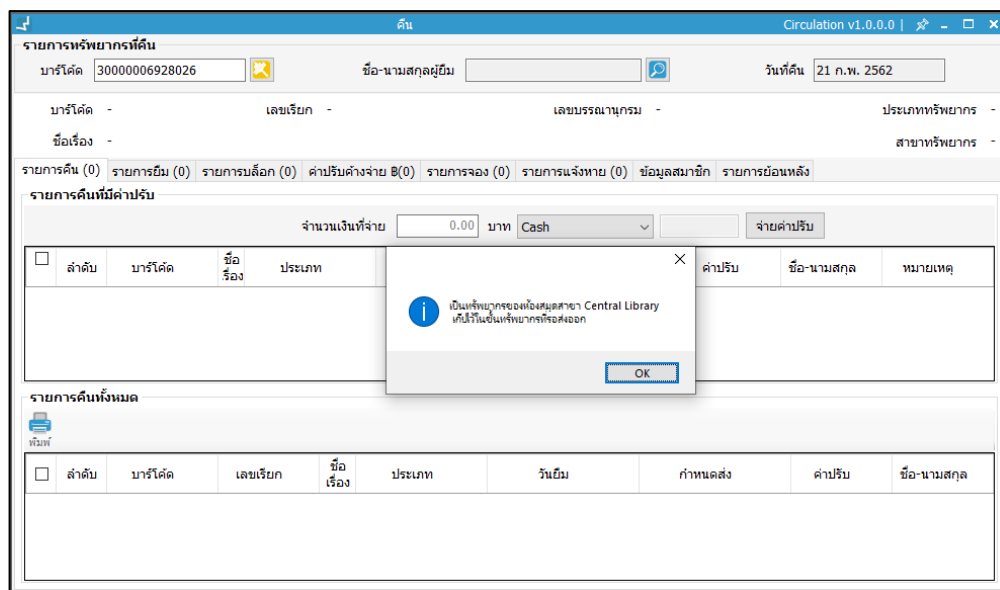 คืน Circulation v1.0.0.0 |
รายการทรัพยากรที่คืน
บาร์โค้ด 30000006928026 ชื่อ-นามสกุลผู้ยืม วันที่คืน 21 ก.พ. 2562
บาร์โค้ด - เลขเรียก - เลขบรรณานุกรม - ประเภททรัพยากร -
ชื่อเรื่อง - สาขาทรัพยากร -
รายการคืน (0) รายการยืม (0) รายการบล็อก (0) ค่าปรับค้างจ่าย ฿(0) รายการจอง (0) รายการแจ้งหาย (0) ข้อมูลสมาชิก รายการย้อนหลัง
รายการคืนที่มีค่าปรับ
จำนวนเงินที่จ่าย 0.00 บาท Cash จ่ายค่าปรับ
ลำดับ บาร์โค้ด ชื่อเรื่อง ประเภท ค่าปรับ ชื่อ-นามสกุล หมายเหตุ
เป็นทรัพยากรของห้องสมุดสาขา Central Library
เก็บไว้ในชั้นทรัพยากรที่รอส่งออก
OK
รายการคืนทั้งหมด
พิมพ์
ลำดับ บาร์โค้ด เลขเรียก ชื่อเรื่อง ประเภท วันยืม กำหนดส่ง ค่าปรับ ชื่อ-นามสกุล